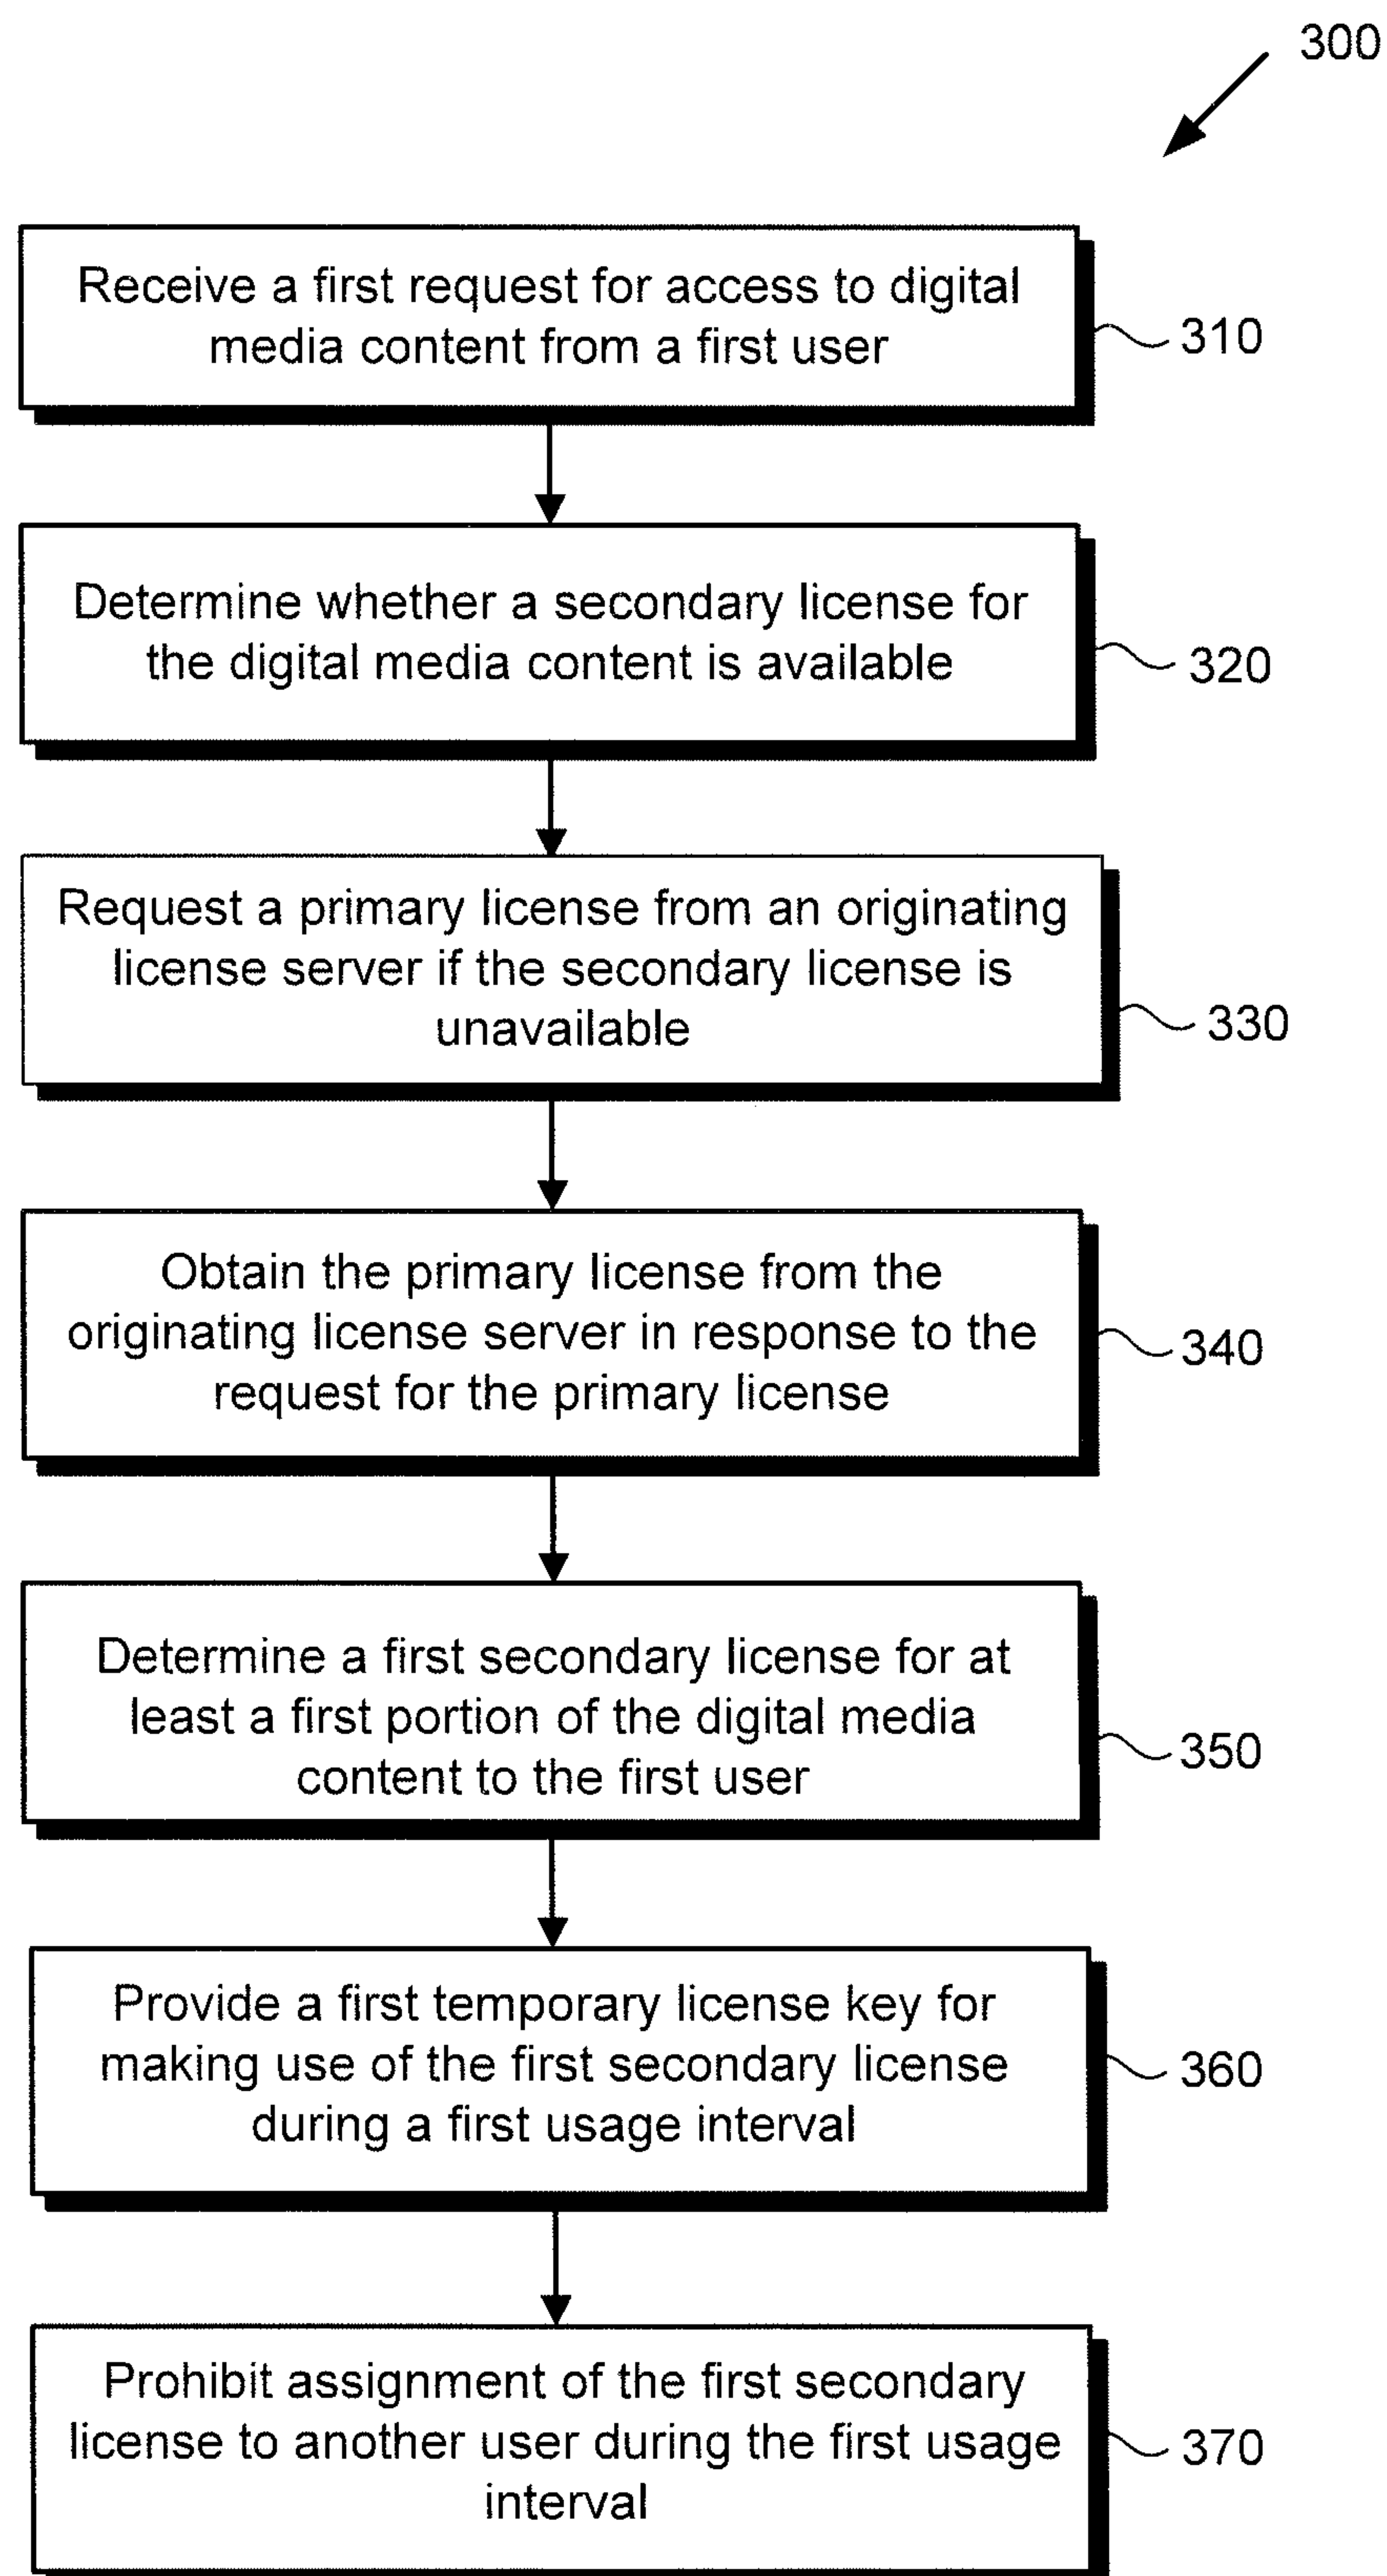 300
Receive a first request for access to digital
media content from a first user
310
Determine whether a secondary license for
the digital media content is available
320
Request a primary license from an originating
license server if the secondary license is
unavailable
330
Obtain the primary license from the
originating license server in response to the
request for the primary license
340
Determine a first secondary license for at
least a first portion of the digital media
content to the first user
350
Provide a first temporary license key for
making use of the first secondary license
during a first usage interval
360
Prohibit assignment of the first secondary
license to another user during the first usage
interval
370